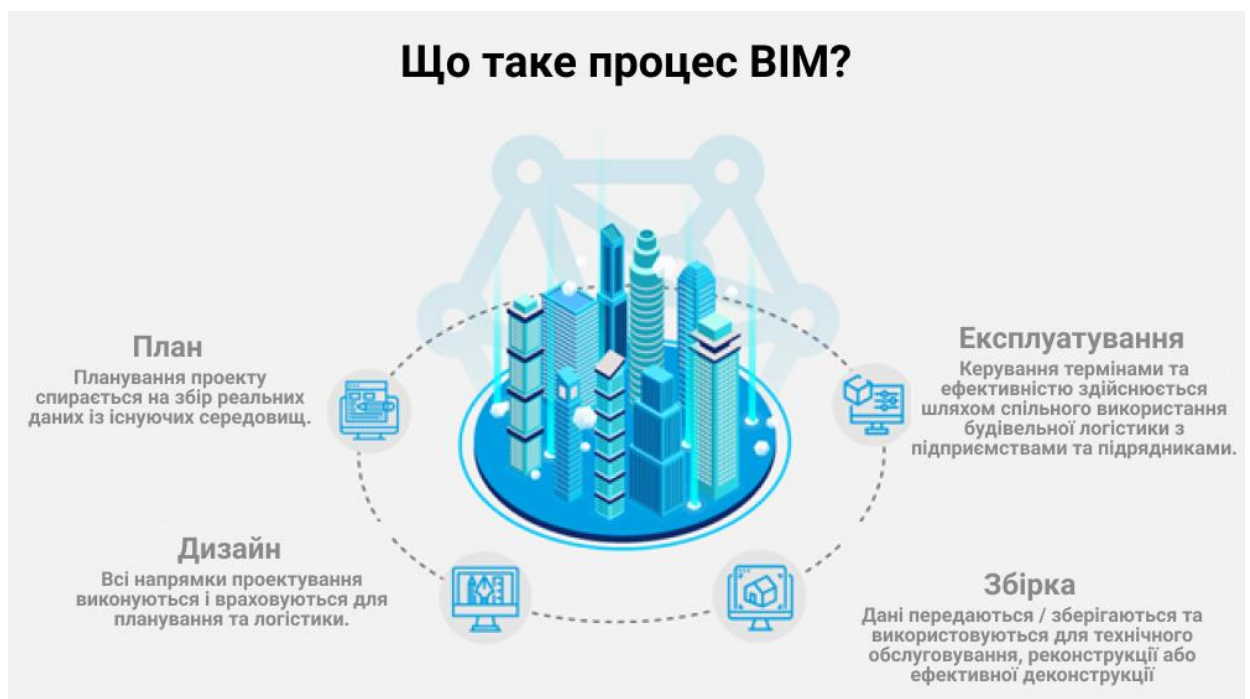 Що таке процес BIM?
План
Планування проекту
спирається на збір реальних
даних із існуючих середовищ.
Експлуатування
Керування термінами та
ефективністю здійснюється
шляхом спільного використання
будівельної логістики з
підприємствами та підрядниками.
Дизайн
Всі напрямки проектування
виконуються і враховуються для
планування та логістики.
Збірка
Дані передаються / зберігаються та
використовуються для технічного
обслуговування, реконструкції або
ефективної деконструкції